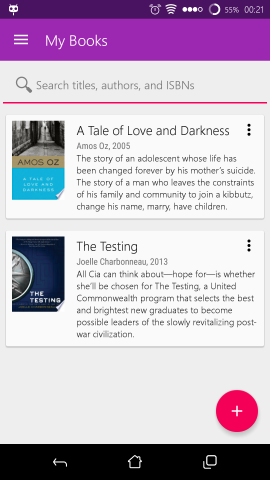 55% 00:21
My Books
Search titles, authors, and ISBNs
A Tale of Love and Darkness
Amos Oz, 2005
The story of an adolescent whose life has
been changed forever by his mother's suicide.
The story of a man who leaves the constraints
of his family and community to join a kibbutz,
change his name, marry, have children.
AMOS OZ
A TALE OF
LOVE AND
DARKNESS
The Testing
Joelle Charbonneau, 2013
All Cia can think about—hope for—is whether
she'll be chosen for The Testing, a United
Commonwealth program that selects the best
and brightest new graduates to become
possible leaders of the slowly revitalizing post-
war civilization.
THE
TESTING